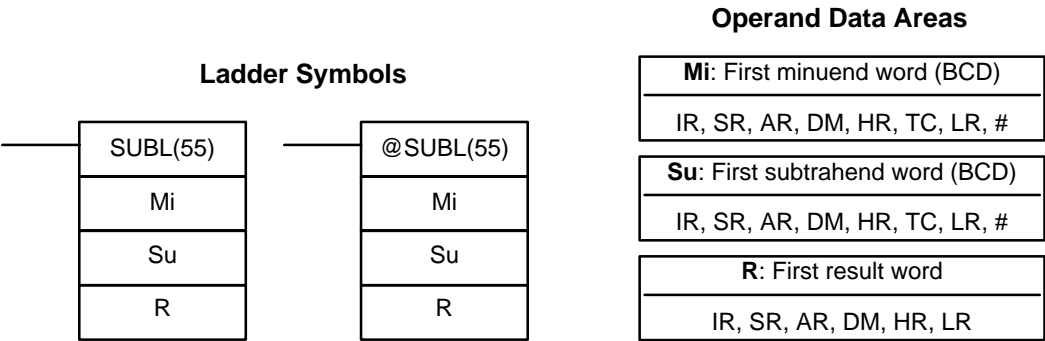 Ladder Symbols
SUBL(55)
Mi
Su
R
@SUBL(55)
Mi
Su
R
Operand Data Areas
Mi: First minuend word (BCD)
IR, SR, AR, DM, HR, TC, LR, #
Su: First subtrahend word (BCD)
IR, SR, AR, DM, HR, TC, LR, #
R: First result word
IR, SR, AR, DM, HR, LR